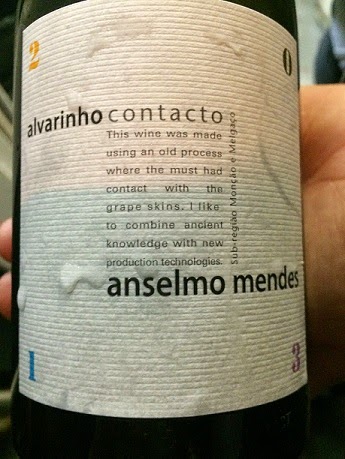 2 0
alvarinho contacto
This wine was made
using an old process
where the must had
contact with the
grape skins. I like
to combine ancient
knowledge with new
production technologies.
Sub-região Monção e Melgaço
anselmo mendes
1 3